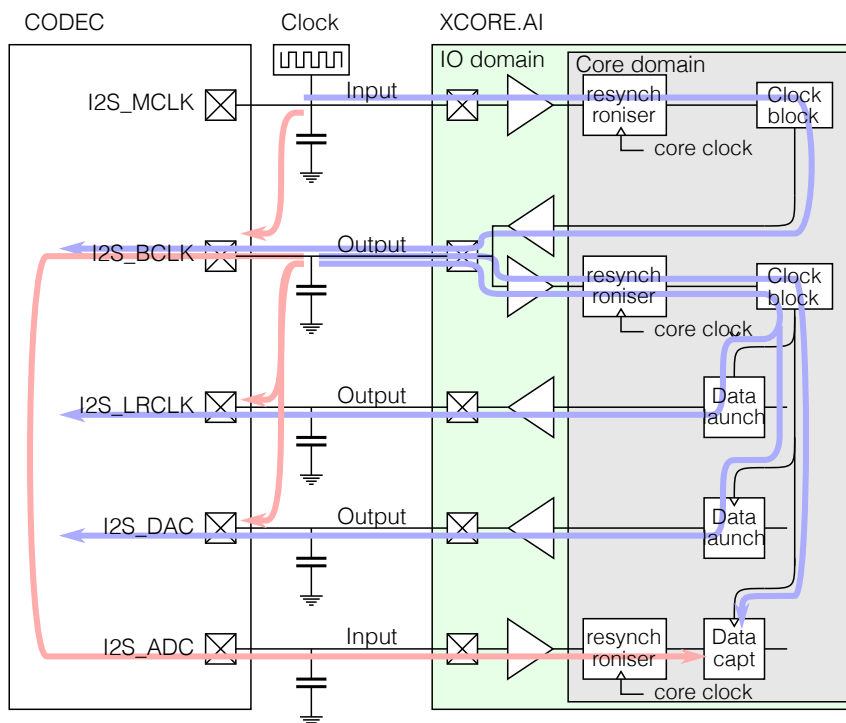 CODEC
Clock
XCORE.AI
IO domain
Core domain
I2S_MCLK
Input
resynch
roniser
Clock
block
core clock
I2S_BCLK
Output
resynch
roniser
Clock
block
core clock
I2S_LRCLK
Output
Data
launch
I2S_DAC
Output
Data
launch
I2S_ADC
Input
resynch
roniser
Data
capt
core clock